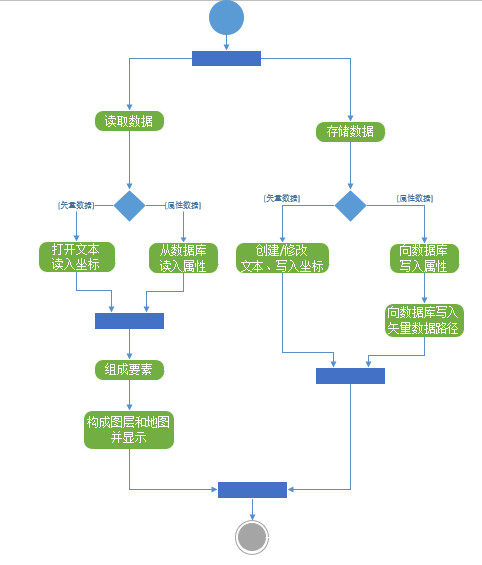 读取数据
存储数据
[矢量数据]
[属性数据]
[矢量数据]
[属性数据]
打开文本
读入坐标
从数据库
读入属性
创建/修改
文本、写入坐标
向数据库
写入属性
向数据库写入
矢量数据路径
组成要素
构成图层和地图
并显示